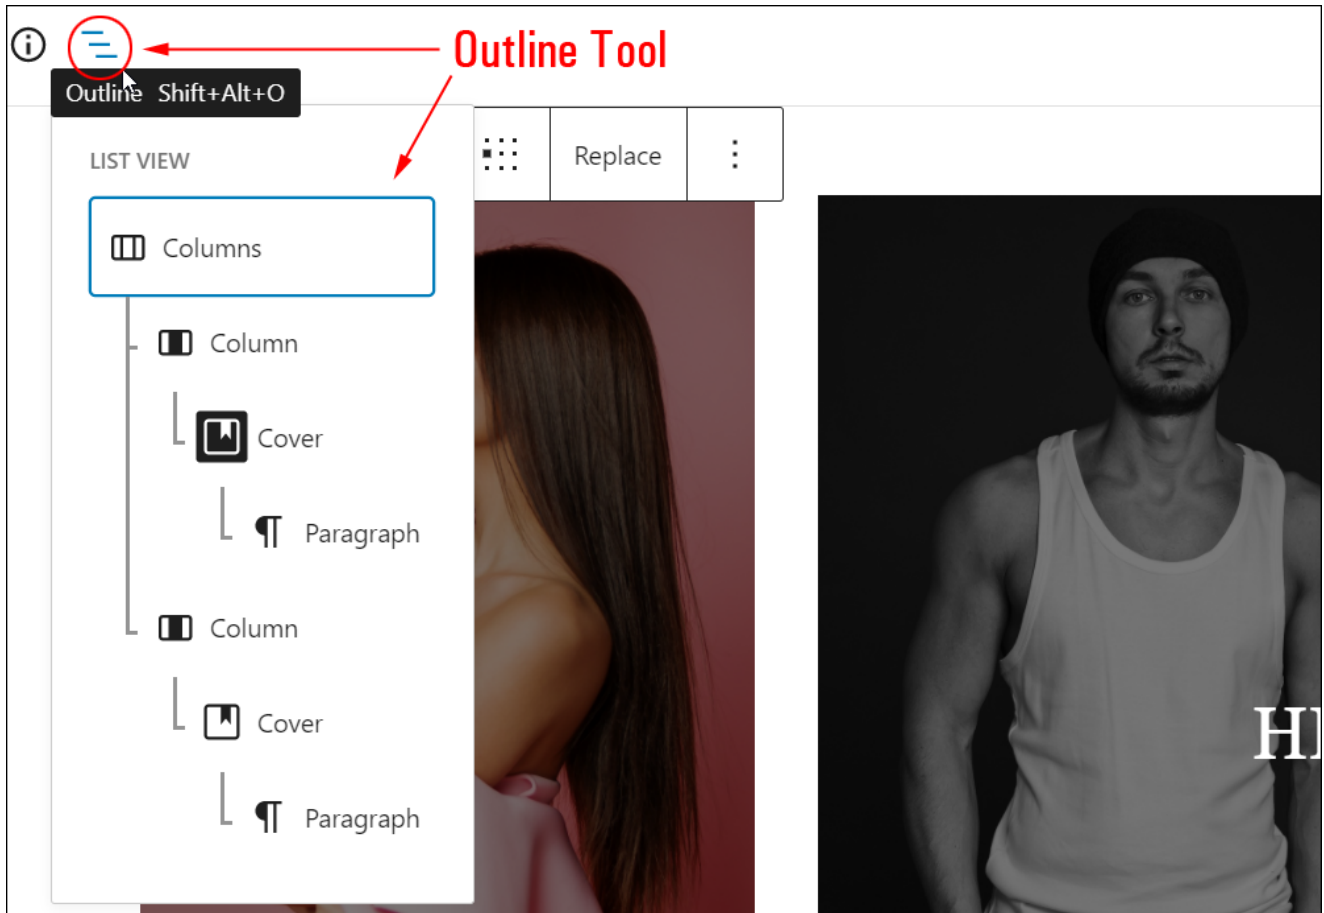 Outline Tool
Outline Shift+Alt+O
LIST VIEW
Replace
Columns
Column
Cover
Paragraph
Column
Cover
Paragraph